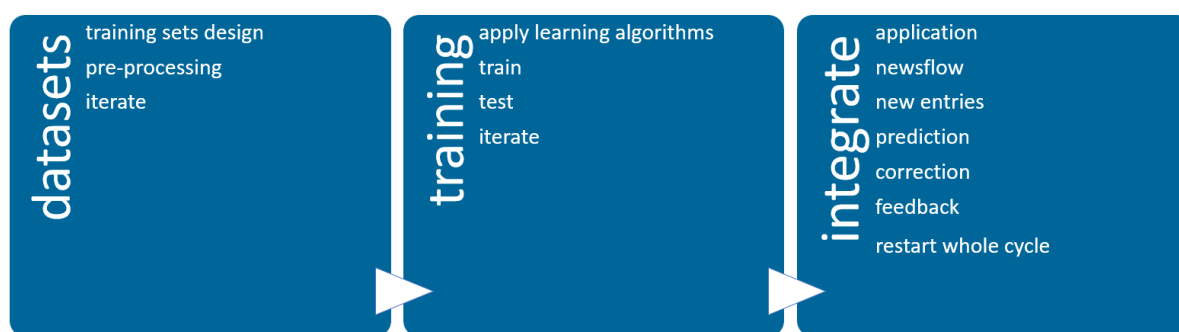 datasets
training sets design
pre-processing
iterate
training
apply learning algorithms
train
test
iterate
integrate
application
newsflow
new entries
prediction
correction
feedback
restart whole cycle